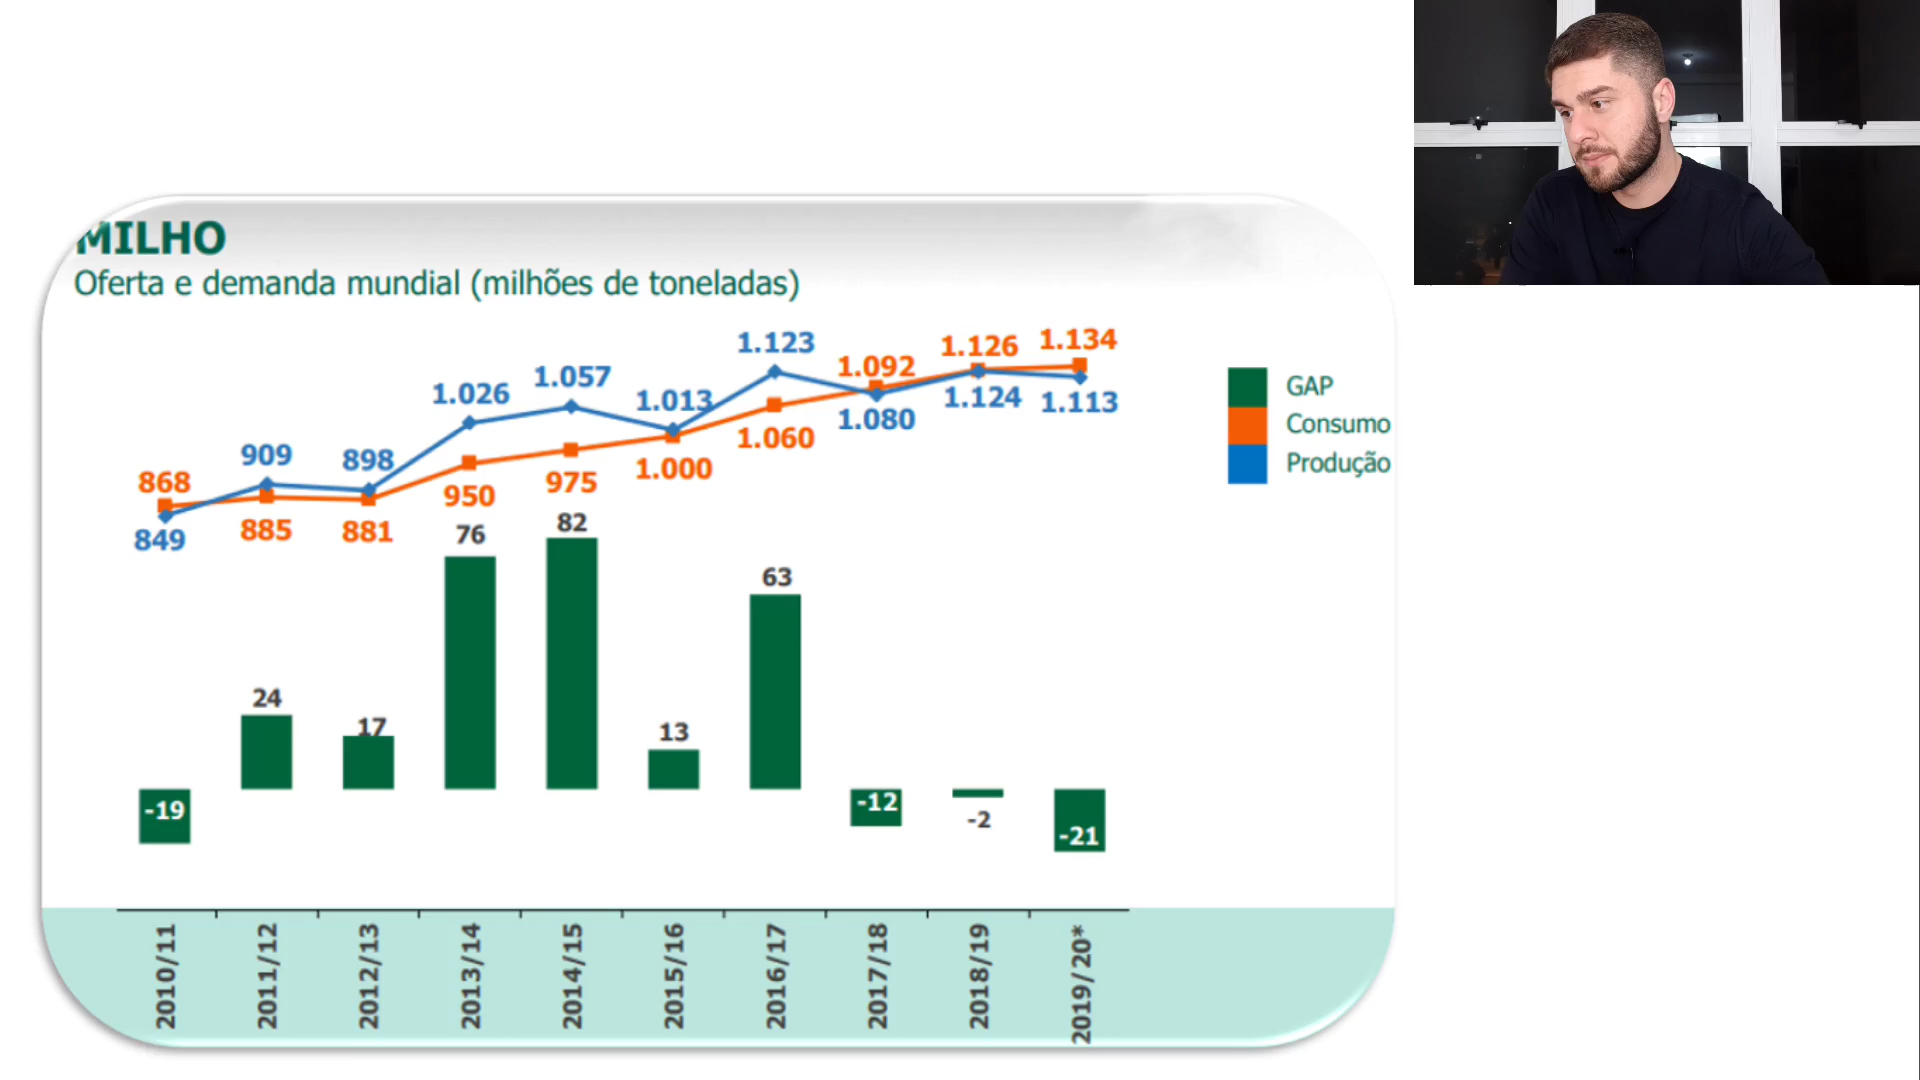 MILHO
Oferta e demanda mundial (milhões de toneladas)
868 885 881 950 975 1.000 1.060 1.092 1.126 1.134
849 909 898 1.026 1.057 1.013 1.123 1.080 1.124 1.113
-19 24 17 76 82 13 63 -12 -2 -21
GAP
Consumo
Produção
2010/11 2011/12 2012/13 2013/14 2014/15 2015/16 2016/17 2017/18 2018/19 2019/20*